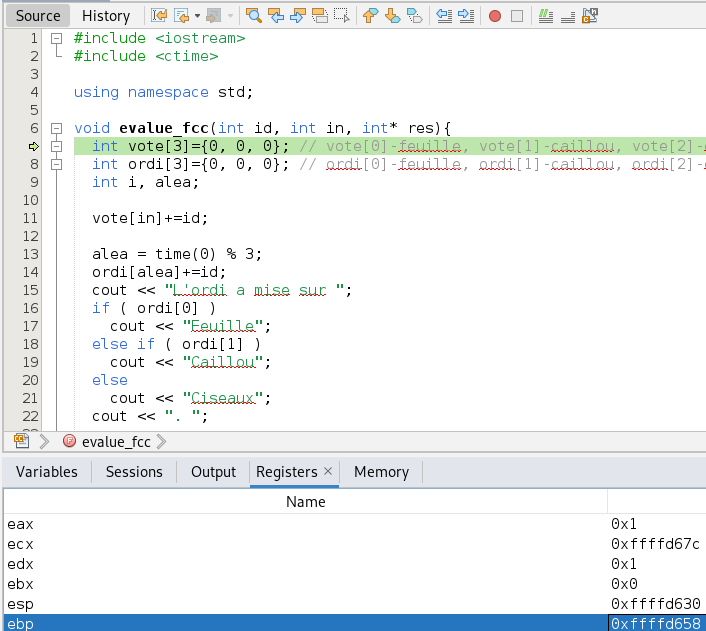 Source History
1 #include <iostream>
2 #include <ctime>
3
4 using namespace std;
5
6 void evalue_fcc(int id, int in, int* res){
int vote[3]={0, 0, 0}; // vote[0]-feuille, vote[1]-caillou, vote[2]-
8 int ordi[3]={0, 0, 0}; // ordi[0]-feuille, ordi[1]-caillou, ordi[2]-
9 int i, alea;
10
11 vote[in]+=id;
12
13 alea = time(0) % 3;
14 ordi[alea]+=id;
15 cout << "L'ordi a mise sur ";
16 if ( ordi[0] )
17 cout << "Feuille";
18 else if ( ordi[1] )
19 cout << "Caillou";
20 else
21 cout << "Ciseaux";
22 cout << ". ";
evalue_fcc
Variables Sessions Output Registers × Memory
Name
eax 0x1
ecx 0xffffd67c
edx 0x1
ebx 0x0
esp 0xffffd630
ebp 0xffffd658